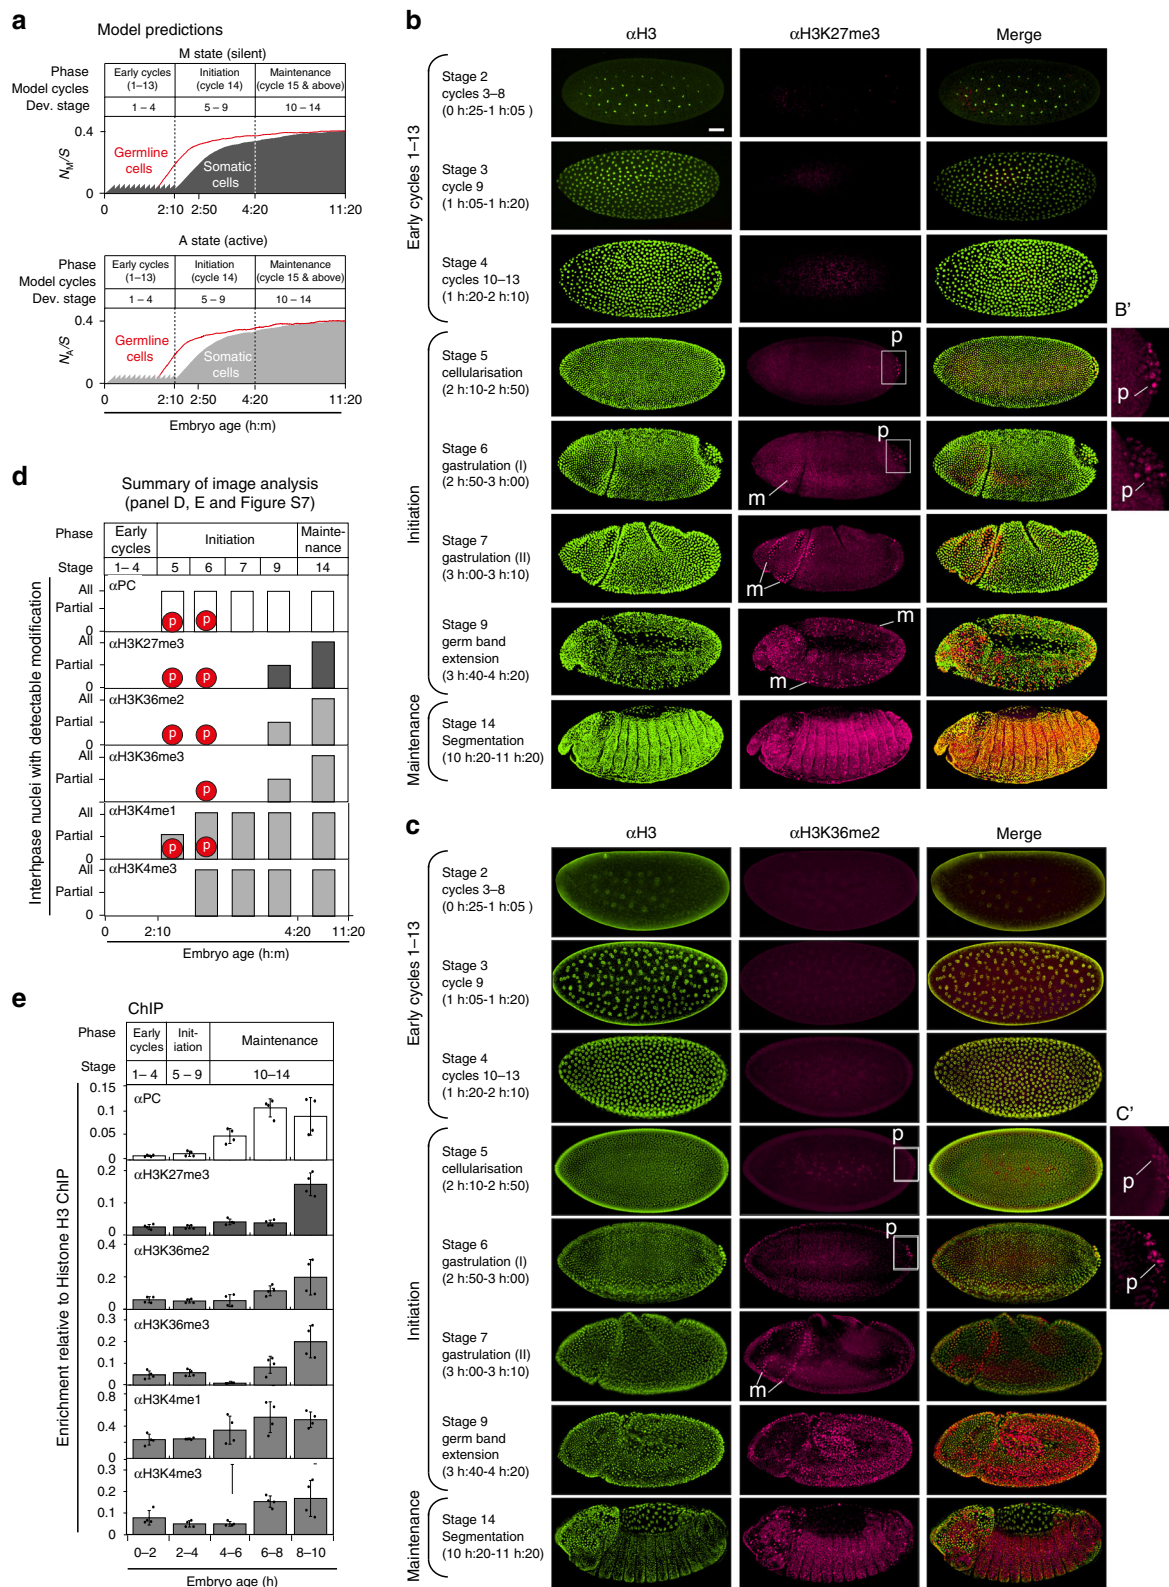 a
Model predictions
M state (silent)
Phase
Model cycles
Dev. stage
Early cycles
(1–13)
Initiation
(cycle 14)
Maintenance
(cycle 15 & above)
1 – 4
5 – 9
10 – 14
NM/S
0.4
0
Germline
cells
Somatic
cells
0
2:10
2:50
4:20
11:20
A state (active)
Phase
Model cycles
Dev. stage
Early cycles
(1–13)
Initiation
(cycle 14)
Maintenance
(cycle 15 & above)
1 – 4
5 – 9
10 – 14
NA/S
0.4
0
Germline
cells
Somatic
cells
0
2:10
2:50
4:20
11:20
Embryo age (h:m)
d
Summary of image analysis
(panel D, E and Figure S7)
Phase
Early
cycles
Initiation
Mainte-
nance
Stage
1– 4
5
6
7
9
14
Interhpase nuclei with detectable modification
αPC
All
Partial
0
p
p
αH3K27me3
All
Partial
0
p
p
αH3K36me2
All
Partial
0
p
p
αH3K36me3
All
Partial
0
p
αH3K4me1
All
Partial
0
p
p
αH3K4me3
All
Partial
0
0
2:10
4:20
11:20
Embryo age (h:m)
e
ChIP
Phase
Early
cycles
Init-
iation
Maintenance
Stage
1– 4
5 – 9
10–14
Enrichment relative to Histone H3 ChIP
0.15
αPC
0.1
0.05
0
0.2
αH3K27me3
0.1
0
0.4
αH3K36me2
0.2
0
0.3
αH3K36me3
0.2
0.1
0
0.8
αH3K4me1
0.4
0
0.3
αH3K4me3
0.2
0.1
0
0–2
2–4
4–6
6–8
8–10
Embryo age (h)
b
αH3
αH3K27me3
Merge
Early cycles 1–13
Stage 2
cycles 3–8
(0 h:25-1 h:05 )
Stage 3
cycle 9
(1 h:05-1 h:20)
Stage 4
cycles 10–13
(1 h:20-2 h:10)
B'
Initiation
Stage 5
cellularisation
(2 h:10-2 h:50)
p
p
Stage 6
gastrulation (I)
(2 h:50-3 h:00)
p
m
p
Stage 7
gastrulation (II)
(3 h:00-3 h:10)
m
Stage 9
germ band
extension
(3 h:40-4 h:20)
m
m
Maintenance
Stage 14
Segmentation
(10 h:20-11 h:20)
c
αH3
αH3K36me2
Merge
Early cycles 1–13
Stage 2
cycles 3–8
(0 h:25-1 h:05 )
Stage 3
cycle 9
(1 h:05-1 h:20)
Stage 4
cycles 10–13
(1 h:20-2 h:10)
C'
Initiation
Stage 5
cellularisation
(2 h:10-2 h:50)
p
p
Stage 6
gastrulation (I)
(2 h:50-3 h:00)
p
p
Stage 7
gastrulation (II)
(3 h:00-3 h:10)
m
Stage 9
germ band
extension
(3 h:40-4 h:20)
Maintenance
Stage 14
Segmentation
(10 h:20-11 h:20)